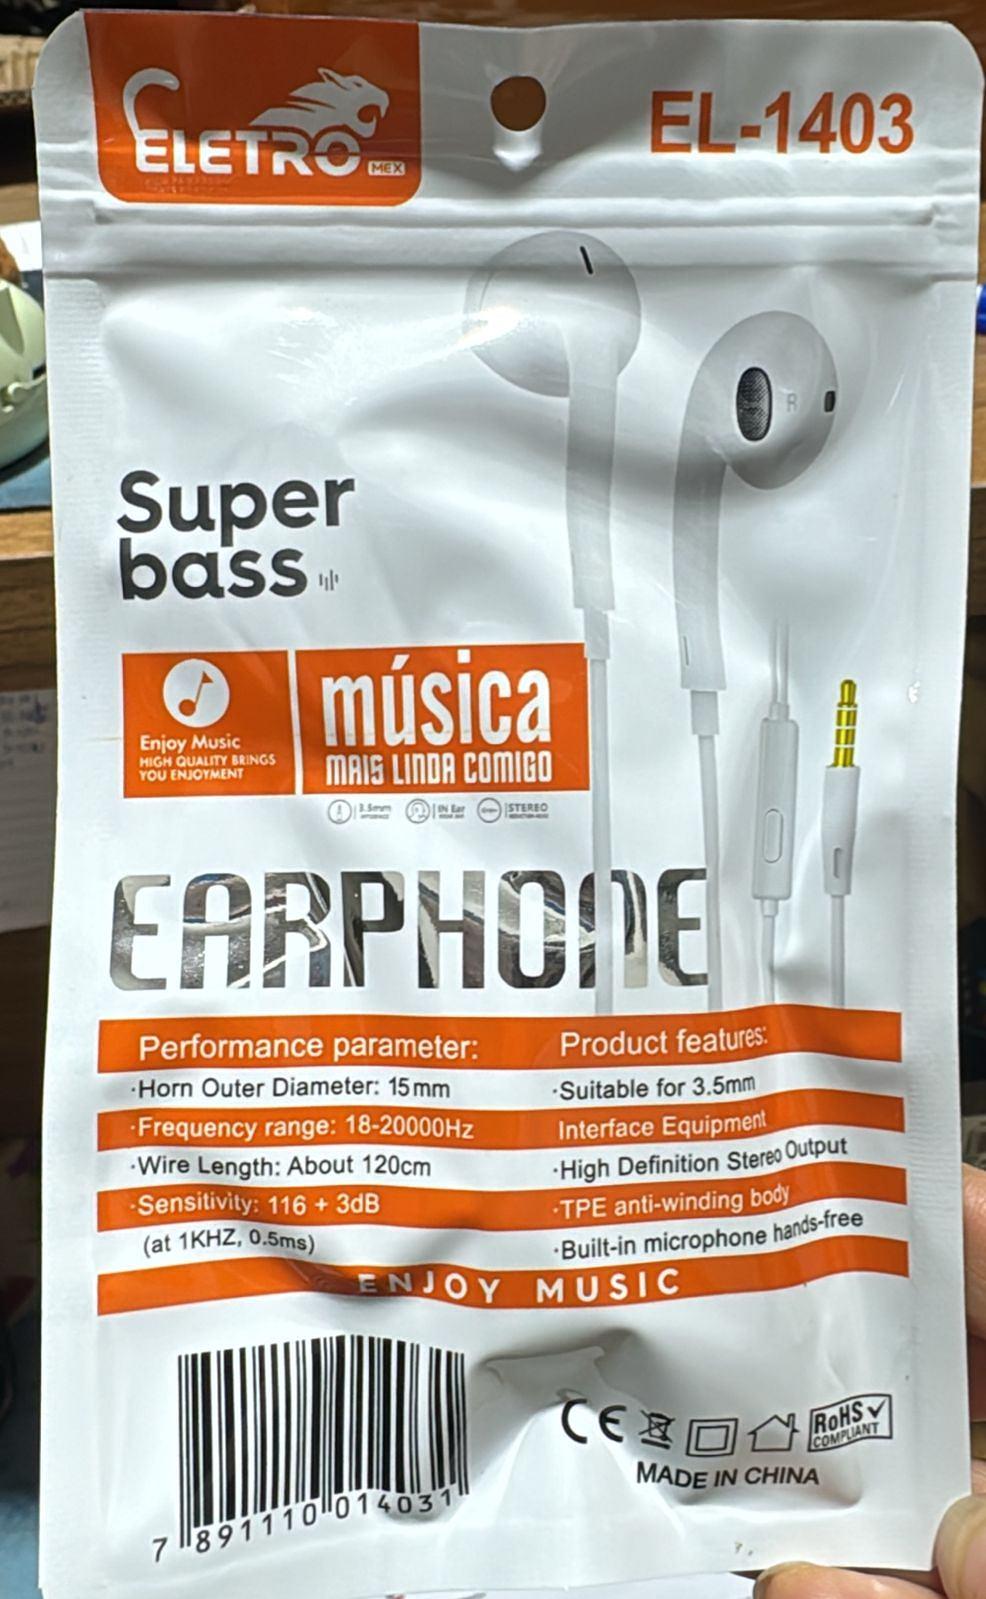 ELETRO
MEX
EL-1403
R
Super
bass
Enjoy Music
HIGH QUALITY BRINGS
YOU ENJOYMENT
música
MAIS LINDA COMIGO
3.5mm
IN Ear
STEREO
EARPHONE
Performance parameter:
·Horn Outer Diameter: 15mm
·Frequency range: 18-20000Hz
·Wire Length: About 120cm
·Sensitivity: 116 + 3dB
(at 1KHZ, 0.5ms)
Product features:
·Suitable for 3.5mm
Interface Equipment
·High Definition Stereo Output
·TPE anti-winding body
·Built-in microphone hands-free
ENJOY MUSIC
7 891110 014031
CE
RoHS
COMPLIANT
MADE IN CHINA